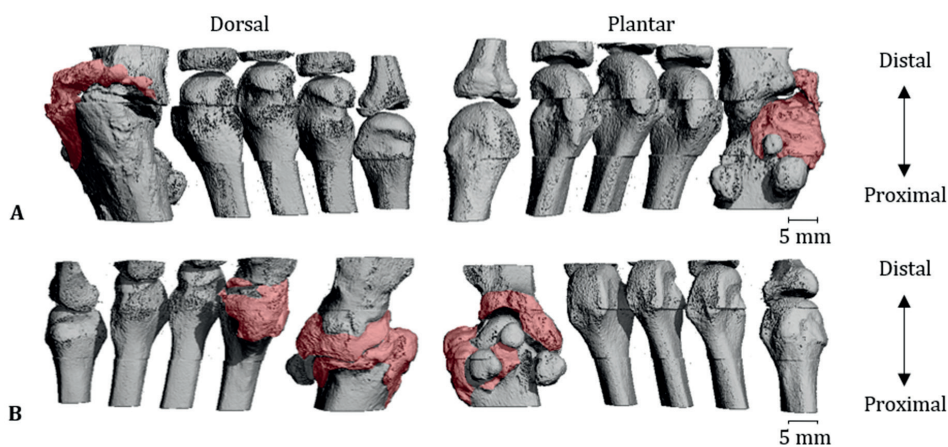 Dorsal
Plantar
Distal
Proximal
A
5 mm
Distal
Proximal
B
5 mm